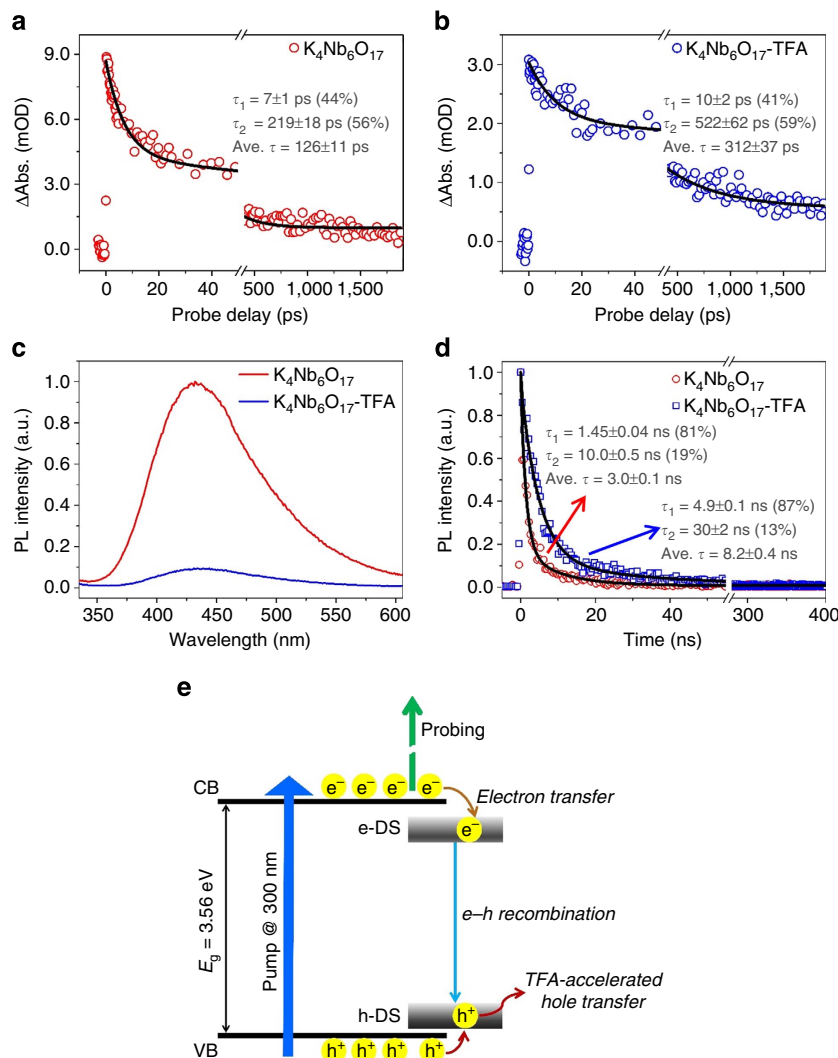 a
9.0
6.0
3.0
0.0
ΔAbs. (mOD)
K₄Nb₆O₁₇
τ₁ = 7±1 ps (44%)
τ₂ = 219±18 ps (56%)
Ave. τ = 126±11 ps
0 20 40 500 1,000 1,500
Probe delay (ps)
b
3.0
2.0
1.0
0.0
ΔAbs. (mOD)
K₄Nb₆O₁₇-TFA
τ₁ = 10±2 ps (41%)
τ₂ = 522±62 ps (59%)
Ave. τ = 312±37 ps
0 20 40 500 1,000 1,500
Probe delay (ps)
c
1.0
0.8
0.6
0.4
0.2
0.0
PL intensity (a.u.)
K₄Nb₆O₁₇
K₄Nb₆O₁₇-TFA
350 400 450 500 550 600
Wavelength (nm)
d
1.0
0.8
0.6
0.4
0.2
0.0
PL intensity (a.u.)
K₄Nb₆O₁₇
K₄Nb₆O₁₇-TFA
τ₁ = 1.45±0.04 ns (81%)
τ₂ = 10.0±0.5 ns (19%)
Ave. τ = 3.0±0.1 ns
τ₁ = 4.9±0.1 ns (87%)
τ₂ = 30±2 ns (13%)
Ave. τ = 8.2±0.4 ns
0 20 40 300 400
Time (ns)
e
Probing
CB
e⁻ e⁻ e⁻ e⁻
Electron transfer
e-DS
e⁻
E_g = 3.56 eV
Pump @ 300 nm
e–h recombination
TFA-accelerated
hole transfer
h-DS
h⁺
VB
h⁺ h⁺ h⁺ h⁺